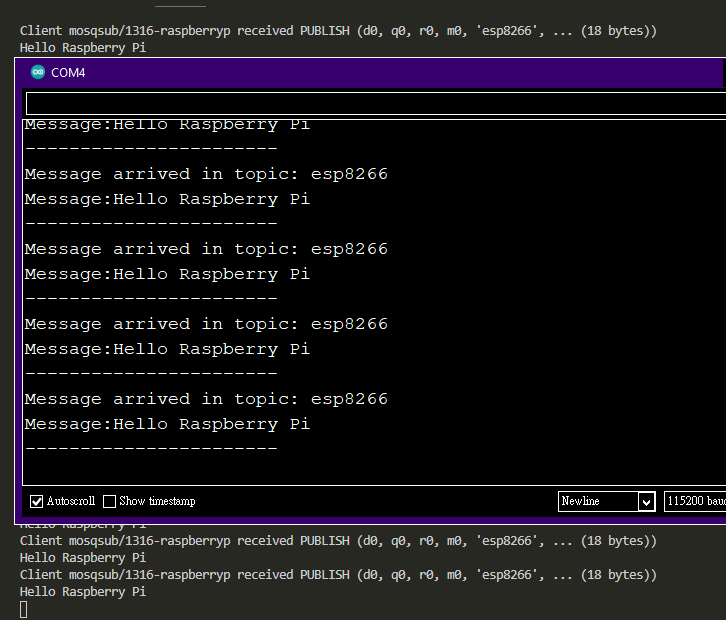 Client mosqsub/1316-raspberryp received PUBLISH (d0, q0, r0, m0, 'esp8266', ... (18 bytes))
Hello Raspberry Pi
COM4
Message:Hello Raspberry Pi
-----------------------
Message arrived in topic: esp8266
Message:Hello Raspberry Pi
-----------------------
Message arrived in topic: esp8266
Message:Hello Raspberry Pi
-----------------------
Message arrived in topic: esp8266
Message:Hello Raspberry Pi
-----------------------
Message arrived in topic: esp8266
Message:Hello Raspberry Pi
-----------------------
Autoscroll Show timestamp Newline 115200 bau
Hello Raspberry Pi
Client mosqsub/1316-raspberryp received PUBLISH (d0, q0, r0, m0, 'esp8266', ... (18 bytes))
Hello Raspberry Pi
Client mosqsub/1316-raspberryp received PUBLISH (d0, q0, r0, m0, 'esp8266', ... (18 bytes))
Hello Raspberry Pi